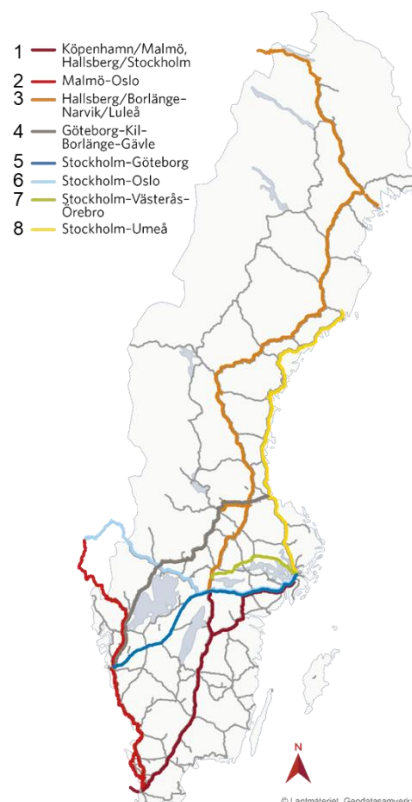 1 Köpenhamn/Malmö,
Hallsberg/Stockholm
2 Malmö-Oslo
3 Hallsberg/Borlänge-
Narvik/Luleå
4 Göteborg-Kil-
Borlänge-Gävle
5 Stockholm-Göteborg
6 Stockholm-Oslo
7 Stockholm-Västerås-
Örebro
8 Stockholm-Umeå
N
© Lantmäteriet, Geodatasamverk